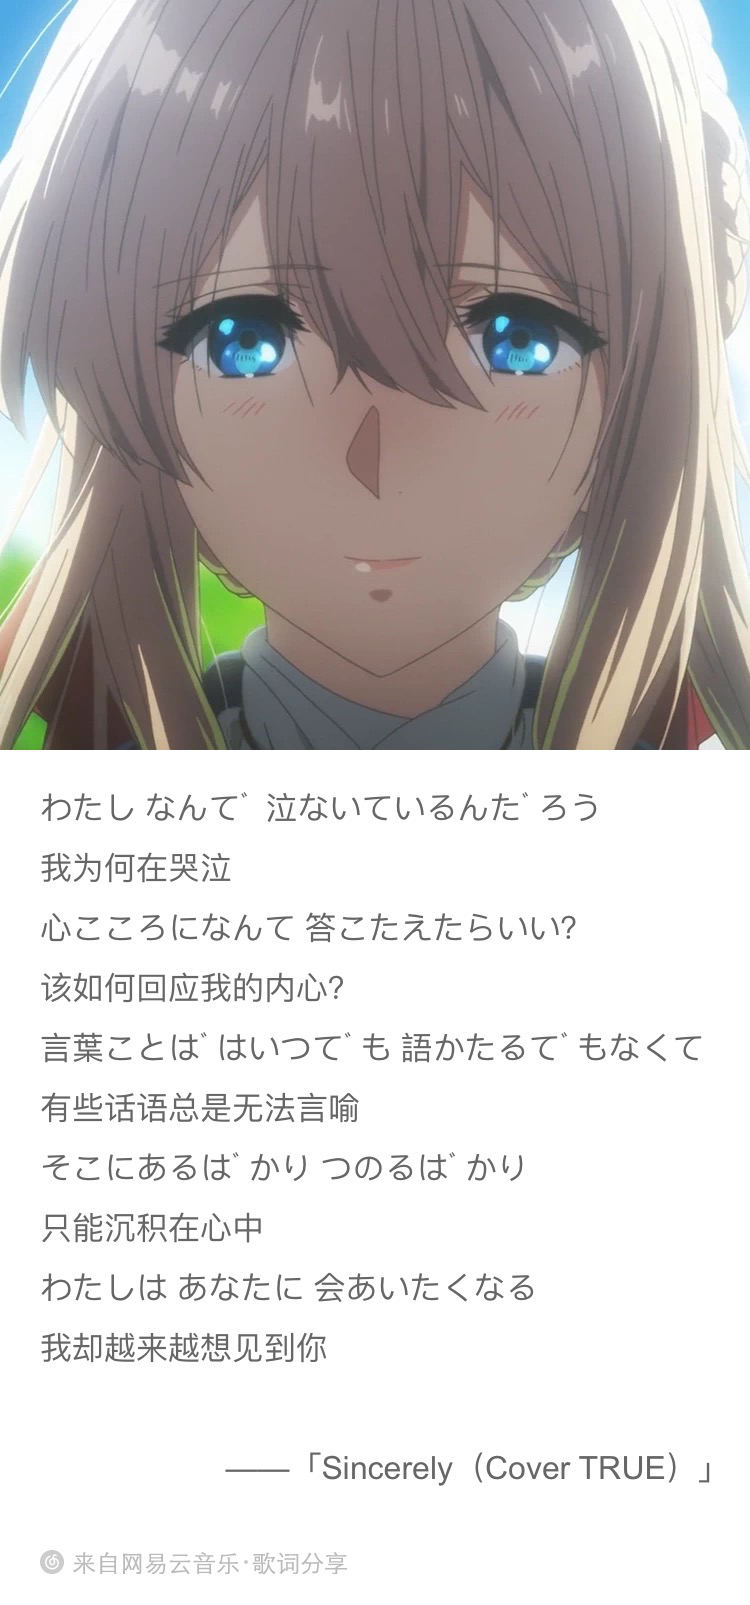 わたし なんで 泣ないているんだろう
我为何在哭泣
心こころになんて 答こたえたらいい?
该如何回应我的内心?
言葉ことばはいつでも 語かたるでもなくて
有些话语总是无法言喻
そこにあるばかり つのるばかり
只能沉积在心中
わたしは あなたに 会あいたくなる
我却越来越想见到你
——「Sincerely（Cover TRUE）」
来自网易云音乐·歌词分享